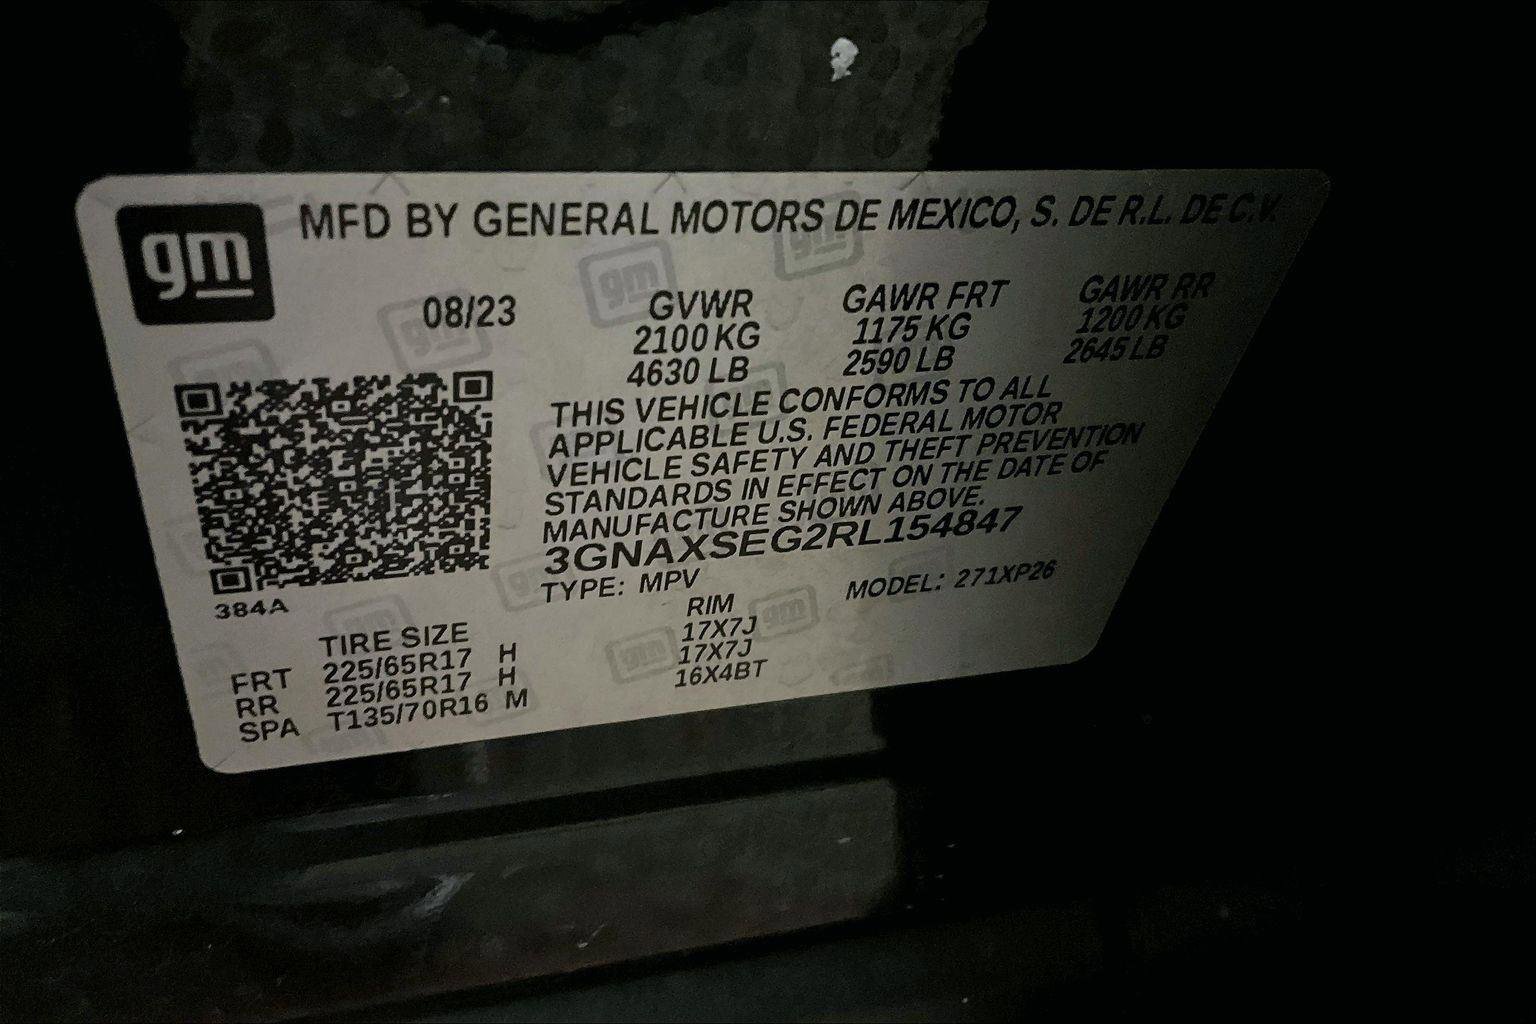 gm
MFD BY GENERAL MOTORS DE MEXICO, S. DE R.L. DE C.V.
08/23 GVWR GAWR FRT GAWR RR
2100 KG 1175 KG 1200 KG
4630 LB 2590 LB 2645 LB
THIS VEHICLE CONFORMS TO ALL
APPLICABLE U.S. FEDERAL MOTOR
VEHICLE SAFETY AND THEFT PREVENTION
STANDARDS IN EFFECT ON THE DATE OF
MANUFACTURE SHOWN ABOVE.
3GNAXSEG2RL154847
TYPE: MPV MODEL: 271XP26
384A
TIRE SIZE RIM
FRT 225/65R17 H 17X7J
RR 225/65R17 H 17X7J
SPA T135/70R16 M 16X4BT